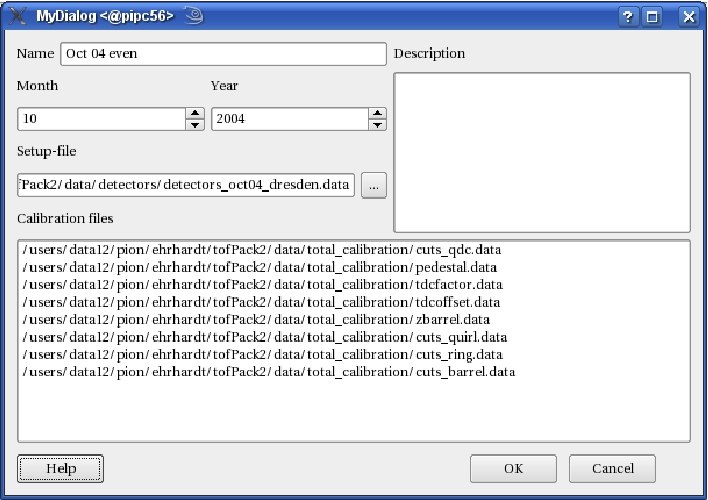 MyDialog <@pipc56>
Name Oct 04 even
Description
Month
Year
10
2004
Setup-file
fPack2/data/detectors/detectors_oct04_dresden.data
...
Calibration files
/users/data12/pion/ehrhardt/tofPack2/data/total_calibration/cuts_qdc.data
/users/data12/pion/ehrhardt/tofPack2/data/total_calibration/pedestal.data
/users/data12/pion/ehrhardt/tofPack2/data/total_calibration/tdcfactor.data
/users/data12/pion/ehrhardt/tofPack2/data/total_calibration/tdcoffset.data
/users/data12/pion/ehrhardt/tofPack2/data/total_calibration/zbarrel.data
/users/data12/pion/ehrhardt/tofPack2/data/total_calibration/cuts_quirl.data
/users/data12/pion/ehrhardt/tofPack2/data/total_calibration/cuts_ring.data
/users/data12/pion/ehrhardt/tofPack2/data/total_calibration/cuts_barrel.data
Help
OK
Cancel